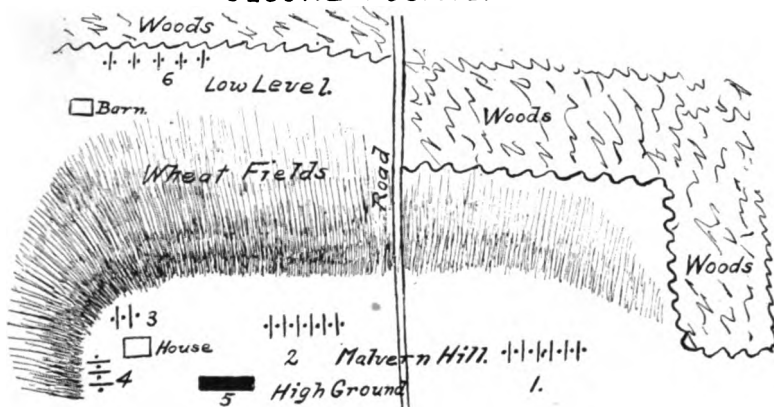 Woods
6
Low Level.
Barn.
Woods
Wheat Fields
Road
Woods
3
House
2 Malvern Hill.
4
5 High Ground 1.